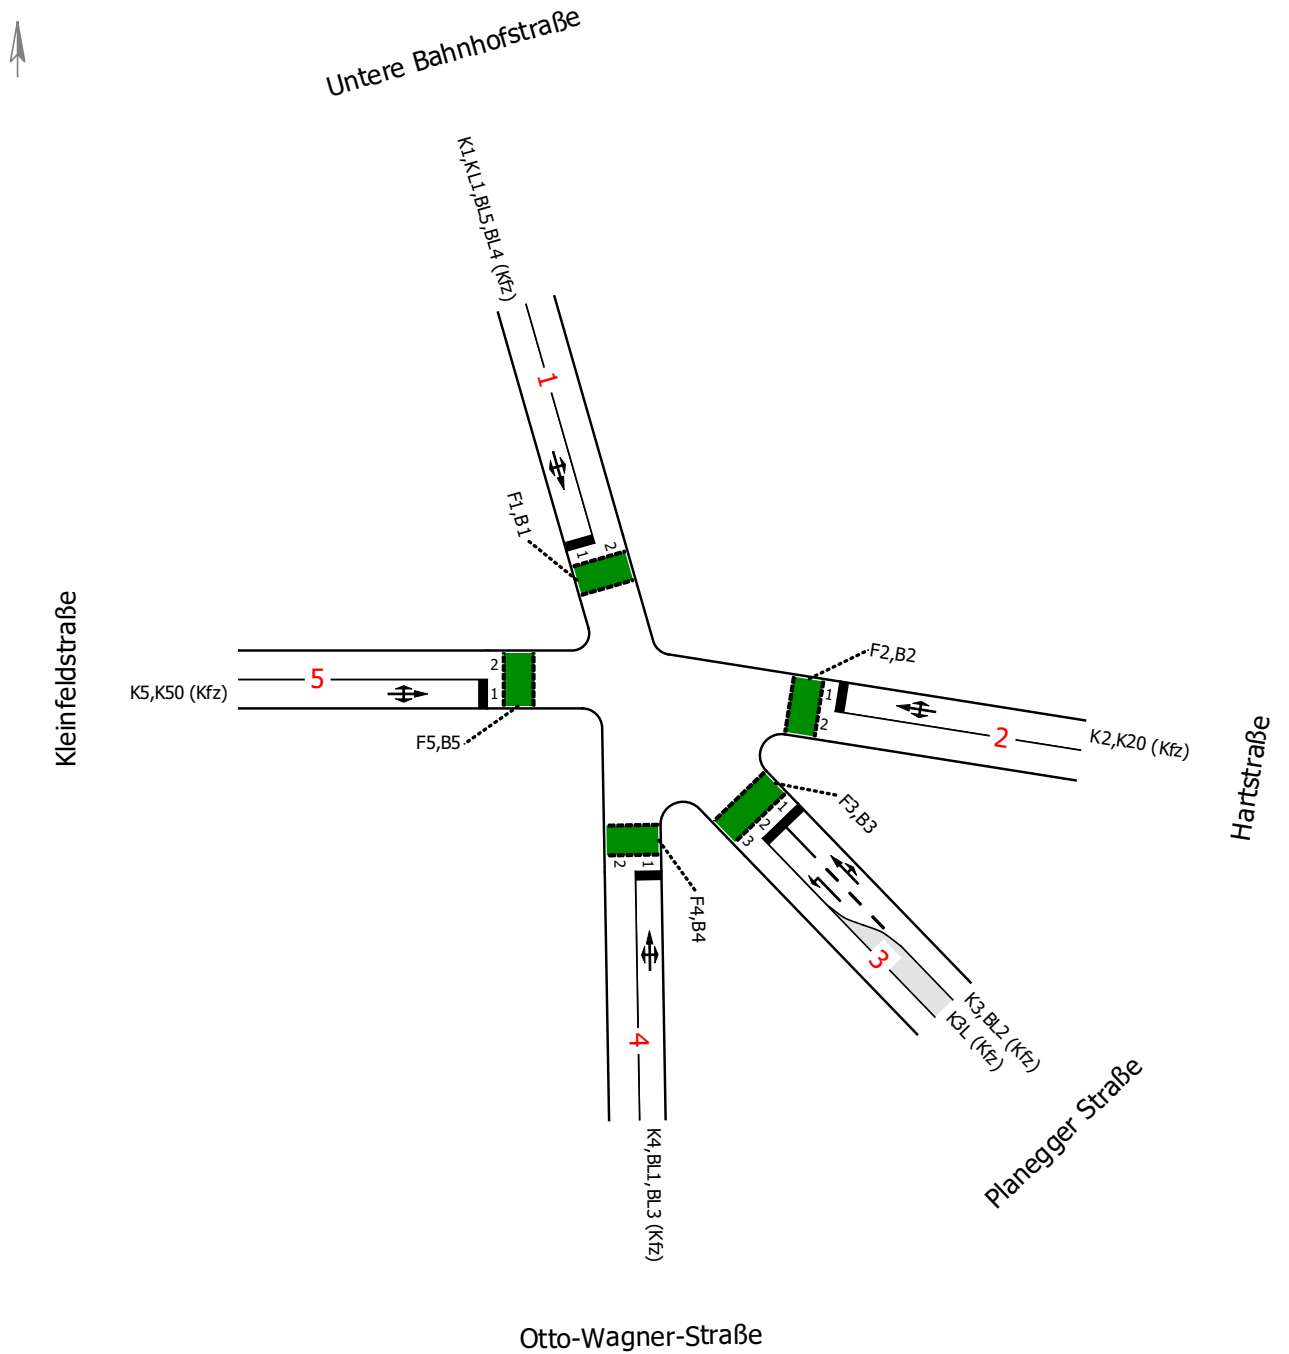 Untere Bahnhofstraße
K1,KL1,BL5,BL4 (Kfz)
1
F1,B1
1
2
Kleinfeldstraße
K5,K50 (Kfz)
5
2
1
F5,B5
F2,B2
1
2
2
K2,K20 (Kfz)
Hartstraße
F3,B3
1
2
3
3
K3,BL2 (Kfz)
K3L (Kfz)
Planegger Straße
2
1
F4,B4
4
K4,BL1,BL3 (Kfz)
Otto-Wagner-Straße